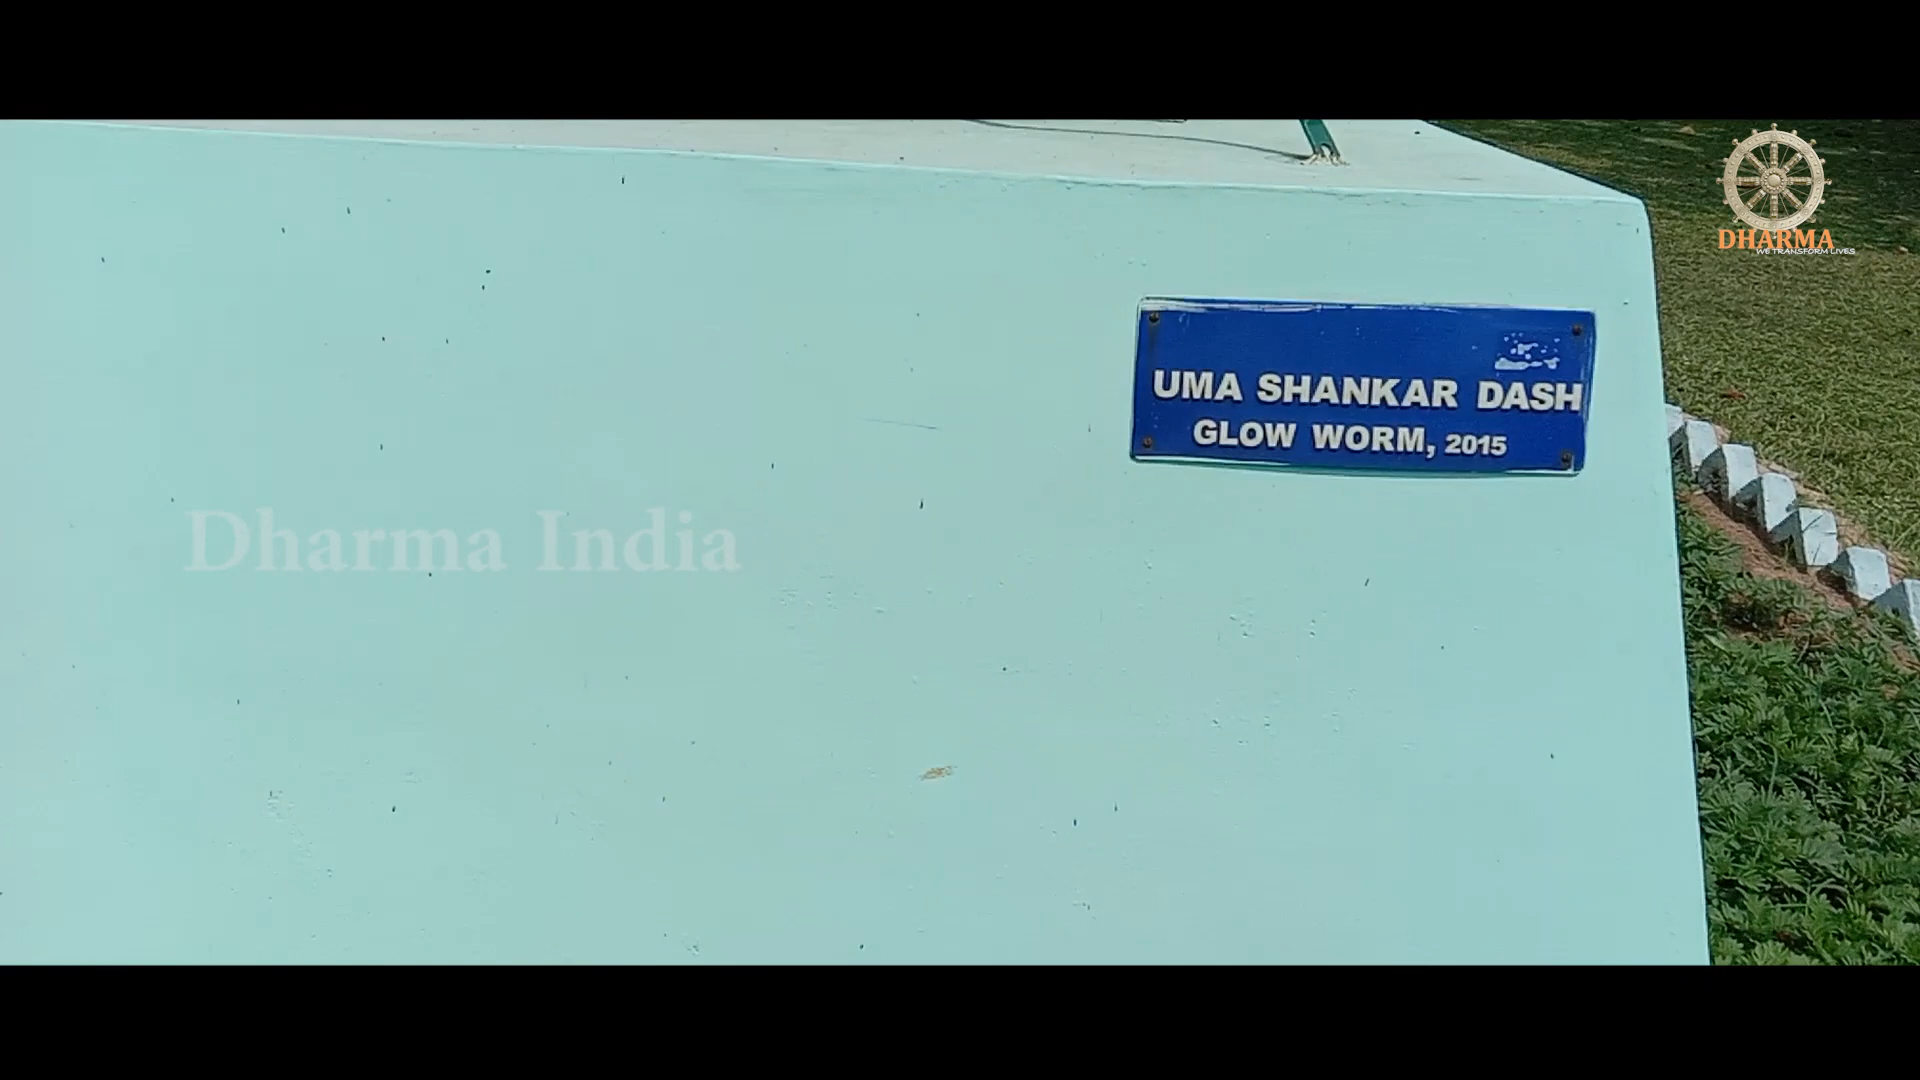 DHARMA
WE TRANSFORM LIVES
UMA SHANKAR DASH
GLOW WORM, 2015
Dharma India